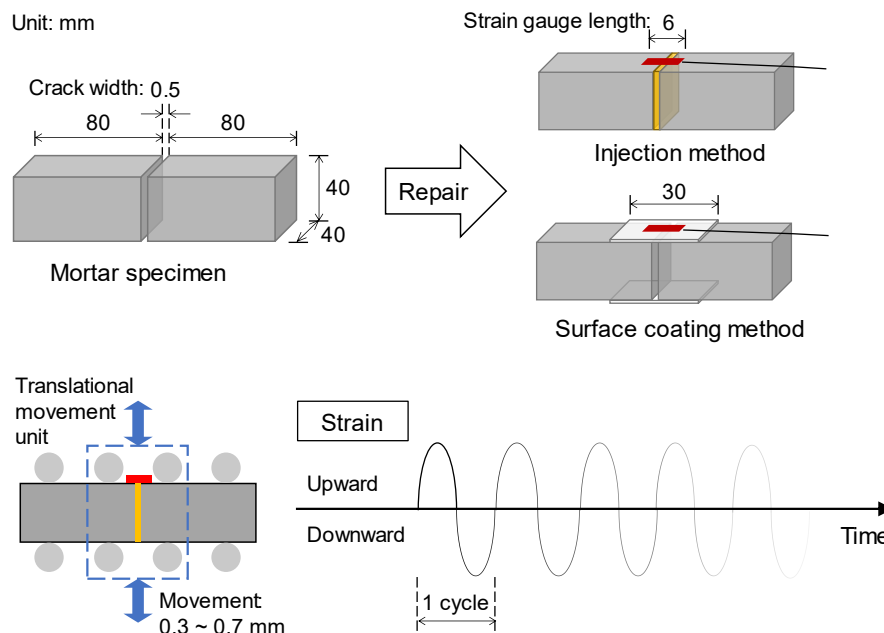 Unit: mm
Strain gauge length: 6
Crack width: 0.5
80
80
40
40
Mortar specimen
Repair
Injection method
30
Surface coating method
Translational
movement
unit
Movement:
0.3 ~ 0.7 mm
Strain
Upward
Downward
Time
1 cycle